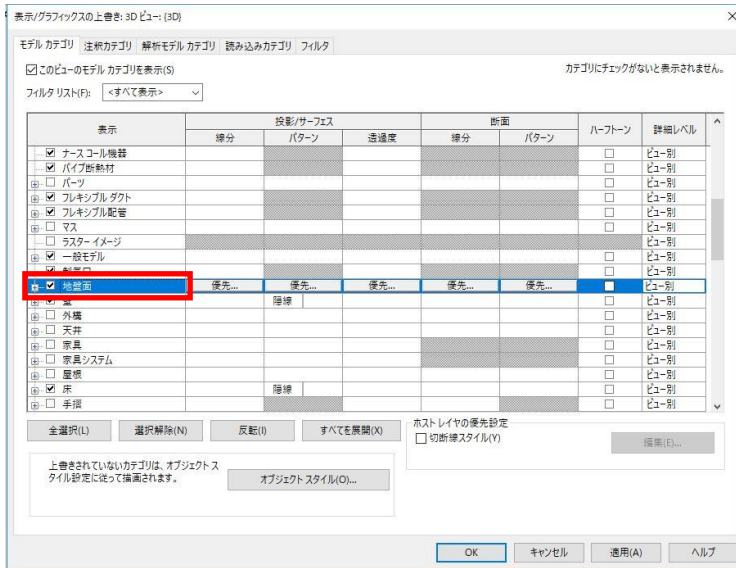 表示/グラフィックスの上書き: 3D ビュー: {3D}
モデル カテゴリ 注釈カテゴリ 解析モデル カテゴリ 読み込みカテゴリ フィルタ
このビューのモデル カテゴリを表示(S) カテゴリにチェックがないと表示されません。
フィルタ リスト(F): <すべて表示>
表示 投影/サーフェス 断面 ハーフトーン 詳細レベル
線分 パターン 透過度 線分 パターン
ナース コール機器 ビュー別
パイプ断熱材 ビュー別
パーツ ビュー別
フレキシブル ダクト ビュー別
フレキシブル配管 ビュー別
マス ビュー別
ラスター イメージ ビュー別
一般モデル ビュー別
制気口 ビュー別
地盤面 優先... 優先... 優先... 優先... 優先... ビュー別
壁 隠線 ビュー別
外構 ビュー別
天井 ビュー別
家具 ビュー別
家具システム ビュー別
屋根 ビュー別
床 隠線 ビュー別
手摺 ビュー別
全選択(L) 選択解除(N) 反転(I) すべてを展開(X)
ホスト レイヤの優先設定
切断線スタイル(Y) 編集(E)...
上書きされていないカテゴリは、オブジェクト ス
タイル設定に従って描画されます。
オブジェクト スタイル(O)...
OK キャンセル 適用(A) ヘルプ